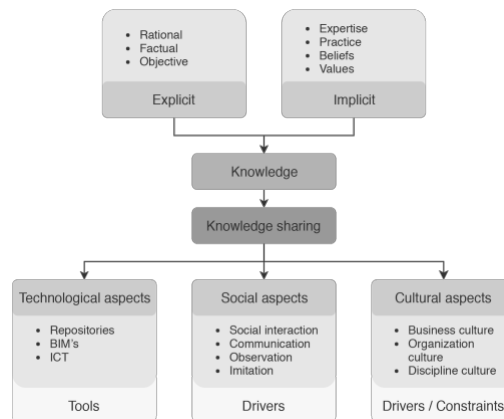 Rational
Factual
Objective
Explicit
Expertise
Practice
Beliefs
Values
Implicit
Knowledge
Knowledge sharing
Technological aspects
Repositories
BIM's
ICT
Tools
Social aspects
Social interaction
Communication
Observation
Imitation
Drivers
Cultural aspects
Business culture
Organization
culture
Discipline culture
Drivers / Constraints